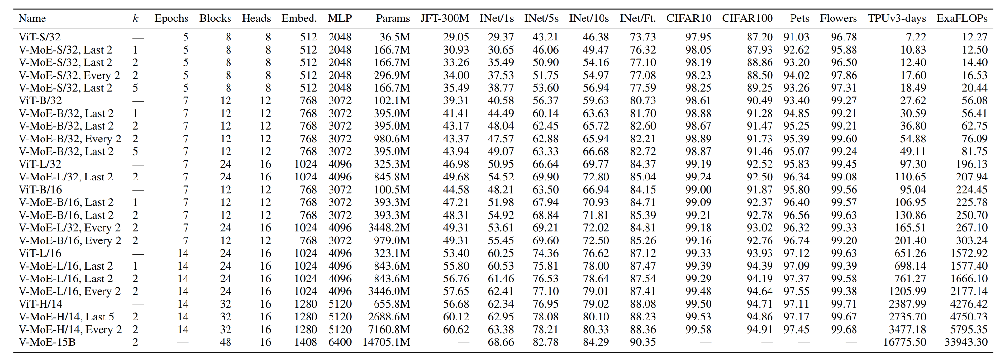 Name k Epochs Blocks Heads Embed. MLP Params JFT-300M INet/1s INet/5s INet/10s INet/Ft. CIFAR10 CIFAR100 Pets Flowers TPUv3-days ExaFLOPs
ViT-S/32 — 5 8 8 512 2048 36.5M 29.05 29.37 43.21 46.38 73.73 97.95 87.20 91.03 96.78 7.22 12.27
V-MoE-S/32, Last 2 1 5 8 8 512 2048 166.7M 30.93 30.65 46.06 49.47 76.32 98.05 87.93 92.62 95.88 10.83 12.50
V-MoE-S/32, Last 2 2 5 8 8 512 2048 166.7M 33.26 35.49 50.90 54.16 77.10 98.19 88.86 93.20 96.50 12.40 14.40
V-MoE-S/32, Every 2 2 5 8 8 512 2048 296.9M 34.00 37.53 51.75 54.97 77.08 98.23 88.50 94.02 97.86 17.60 16.53
V-MoE-S/32, Last 2 5 5 8 8 512 2048 166.7M 35.49 38.77 53.60 56.94 77.59 98.25 89.25 93.26 97.31 18.49 20.44
ViT-B/32 — 7 12 12 768 3072 102.1M 39.31 40.58 56.37 59.63 80.73 98.61 90.49 93.40 99.27 27.62 56.08
V-MoE-B/32, Last 2 1 7 12 12 768 3072 395.0M 41.41 44.49 60.14 63.63 81.70 98.88 91.28 94.85 99.21 30.59 56.41
V-MoE-B/32, Last 2 2 7 12 12 768 3072 395.0M 43.17 48.04 62.45 65.72 82.60 98.67 91.47 95.25 99.21 36.80 62.75
V-MoE-B/32, Every 2 2 7 12 12 768 3072 980.6M 43.37 47.57 62.88 65.94 82.21 98.89 91.73 95.39 99.60 54.88 76.09
V-MoE-B/32, Last 2 5 7 12 12 768 3072 395.0M 43.94 49.07 63.33 66.68 82.72 98.87 91.46 95.07 99.24 49.11 81.75
ViT-L/32 — 7 24 16 1024 4096 325.3M 46.98 50.95 66.64 69.77 84.37 99.19 92.52 95.83 99.45 97.30 196.13
V-MoE-L/32, Last 2 2 7 24 16 1024 4096 845.8M 49.68 54.52 69.90 72.80 85.04 99.24 92.50 96.34 99.08 110.65 207.94
ViT-B/16 — 7 12 12 768 3072 100.5M 44.58 48.21 63.50 66.94 84.15 99.00 91.87 95.80 99.56 95.04 224.45
V-MoE-B/16, Last 2 1 7 12 12 768 3072 393.3M 47.21 51.98 67.94 70.93 84.71 99.09 92.37 96.40 99.57 106.95 225.78
V-MoE-B/16, Last 2 2 7 12 12 768 3072 393.3M 48.31 54.92 68.84 71.81 85.39 99.21 92.78 96.56 99.63 130.86 250.70
V-MoE-L/32, Every 2 2 7 24 16 1024 4096 3448.2M 49.31 53.61 69.21 72.02 84.81 99.18 93.02 96.32 99.33 165.51 267.10
V-MoE-B/16, Every 2 2 7 12 12 768 3072 979.0M 49.31 55.45 69.60 72.50 85.26 99.16 92.76 96.74 99.20 201.40 303.24
ViT-L/16 — 14 24 16 1024 4096 323.1M 53.40 60.25 74.36 76.62 87.12 99.33 93.93 97.12 99.63 651.26 1572.92
V-MoE-L/16, Last 2 1 14 24 16 1024 4096 843.6M 55.80 60.53 75.81 78.00 87.47 99.39 94.39 97.09 99.39 698.14 1577.40
V-MoE-L/16, Last 2 2 14 24 16 1024 4096 843.6M 56.76 61.46 76.53 78.64 87.54 99.29 94.19 97.37 99.58 761.27 1666.10
V-MoE-L/16, Every 2 2 14 24 16 1024 4096 3446.0M 57.65 62.41 77.10 79.01 87.41 99.48 94.64 97.55 99.38 1205.99 2177.14
ViT-H/14 — 14 32 16 1280 5120 655.8M 56.68 62.34 76.95 79.02 88.08 99.50 94.71 97.11 99.71 2387.99 4276.42
V-MoE-H/14, Last 5 2 14 32 16 1280 5120 2688.6M 60.12 62.95 78.08 80.10 88.23 99.53 94.86 97.17 99.67 2735.70 4750.73
V-MoE-H/14, Every 2 2 14 32 16 1280 5120 7160.8M 60.62 63.38 78.21 80.33 88.36 99.58 94.91 97.45 99.68 3477.18 5795.35
V-MoE-15B 2 — 48 16 1408 6400 14705.1M — 68.66 82.78 84.29 90.35 — — — — 16775.50 33943.30